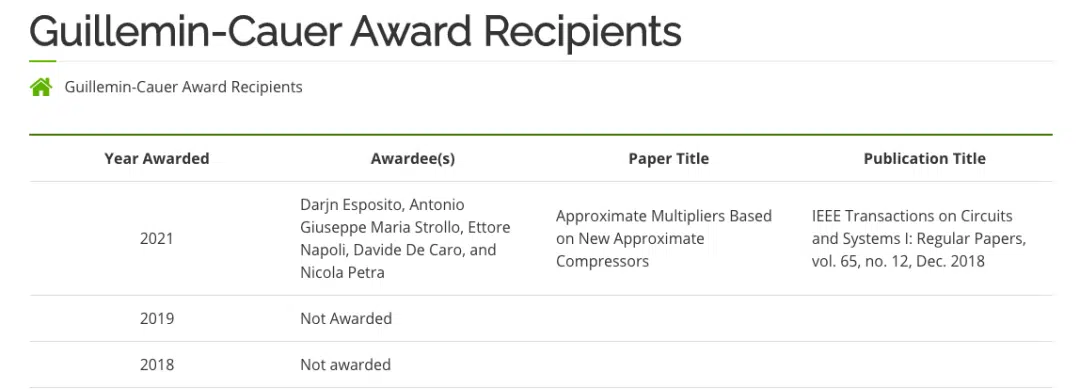 Guillemin-Cauer Award Recipients
Guillemin-Cauer Award Recipients
Year Awarded Awardee(s) Paper Title Publication Title
2021
Darjn Esposito, Antonio
Giuseppe Maria Strollo, Ettore
Napoli, Davide De Caro, and
Nicola Petra
Approximate Multipliers Based
on New Approximate
Compressors
IEEE Transactions on Circuits
and Systems I: Regular Papers,
vol. 65, no. 12, Dec. 2018
2019 Not Awarded
2018 Not awarded